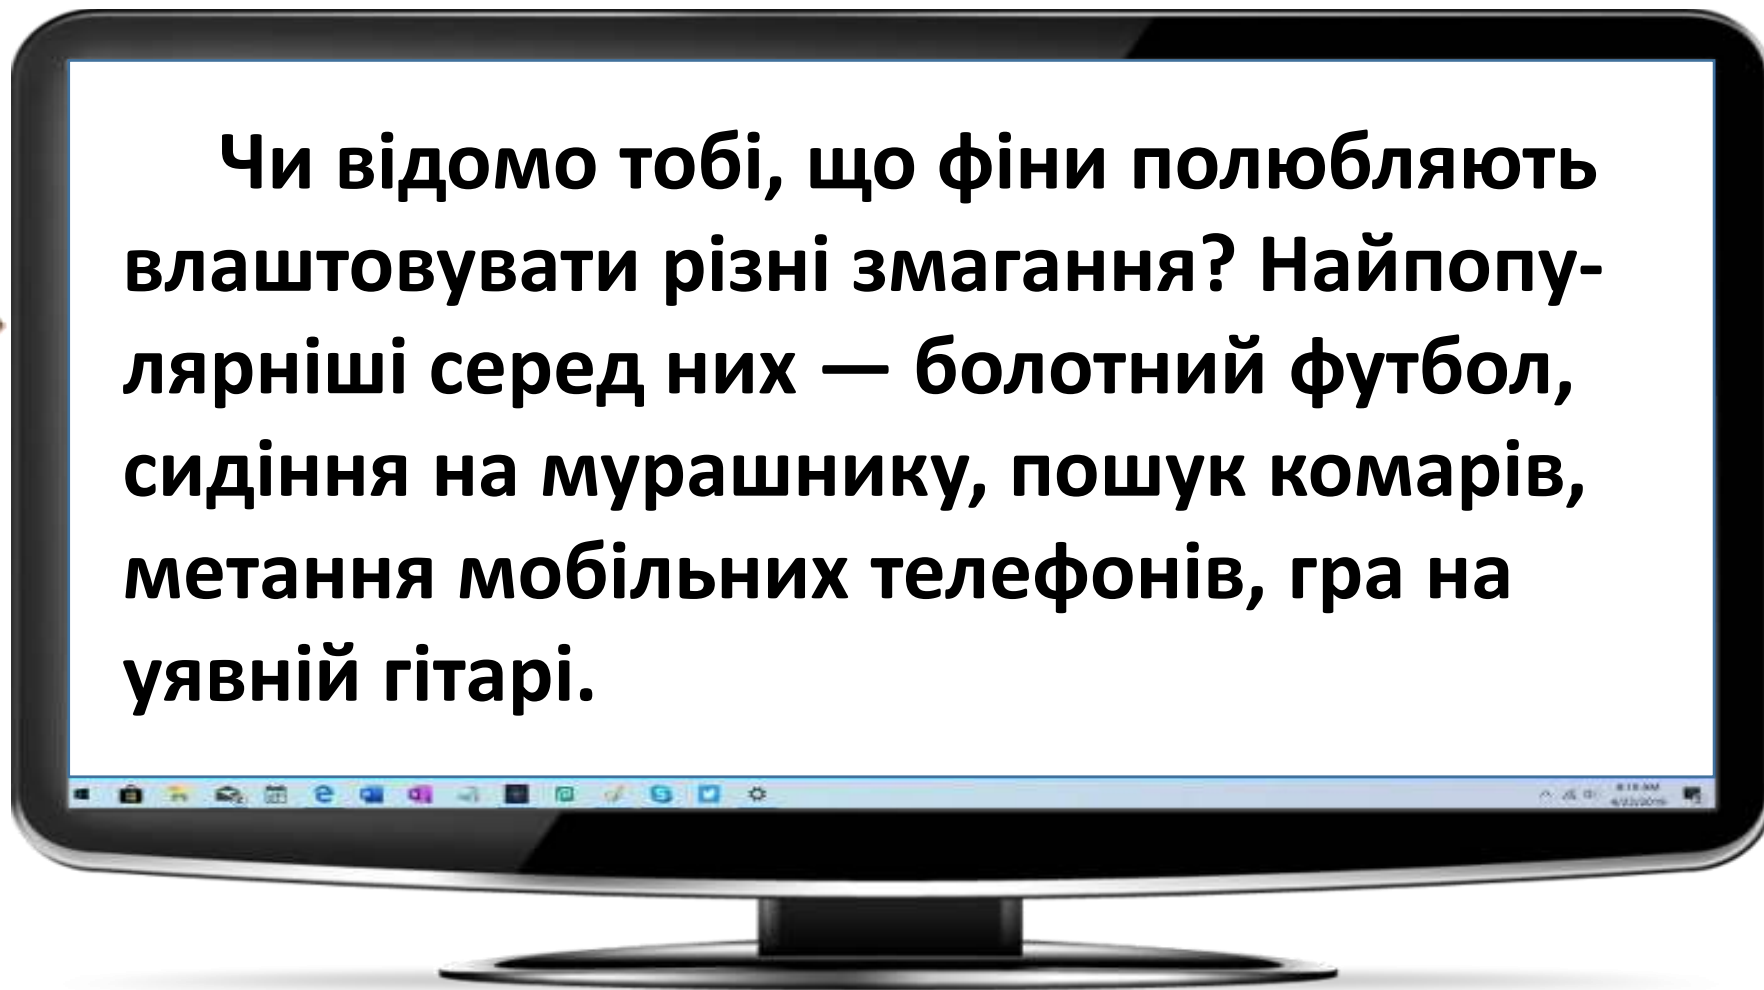 Чи відомо тобі, що фіни полюбляють
влаштовувати різні змагання? Найпопу-
лярніші серед них — болотний футбол,
сидіння на мурашнику, пошук комарів,
метання мобільних телефонів, гра на
уявній гітарі.